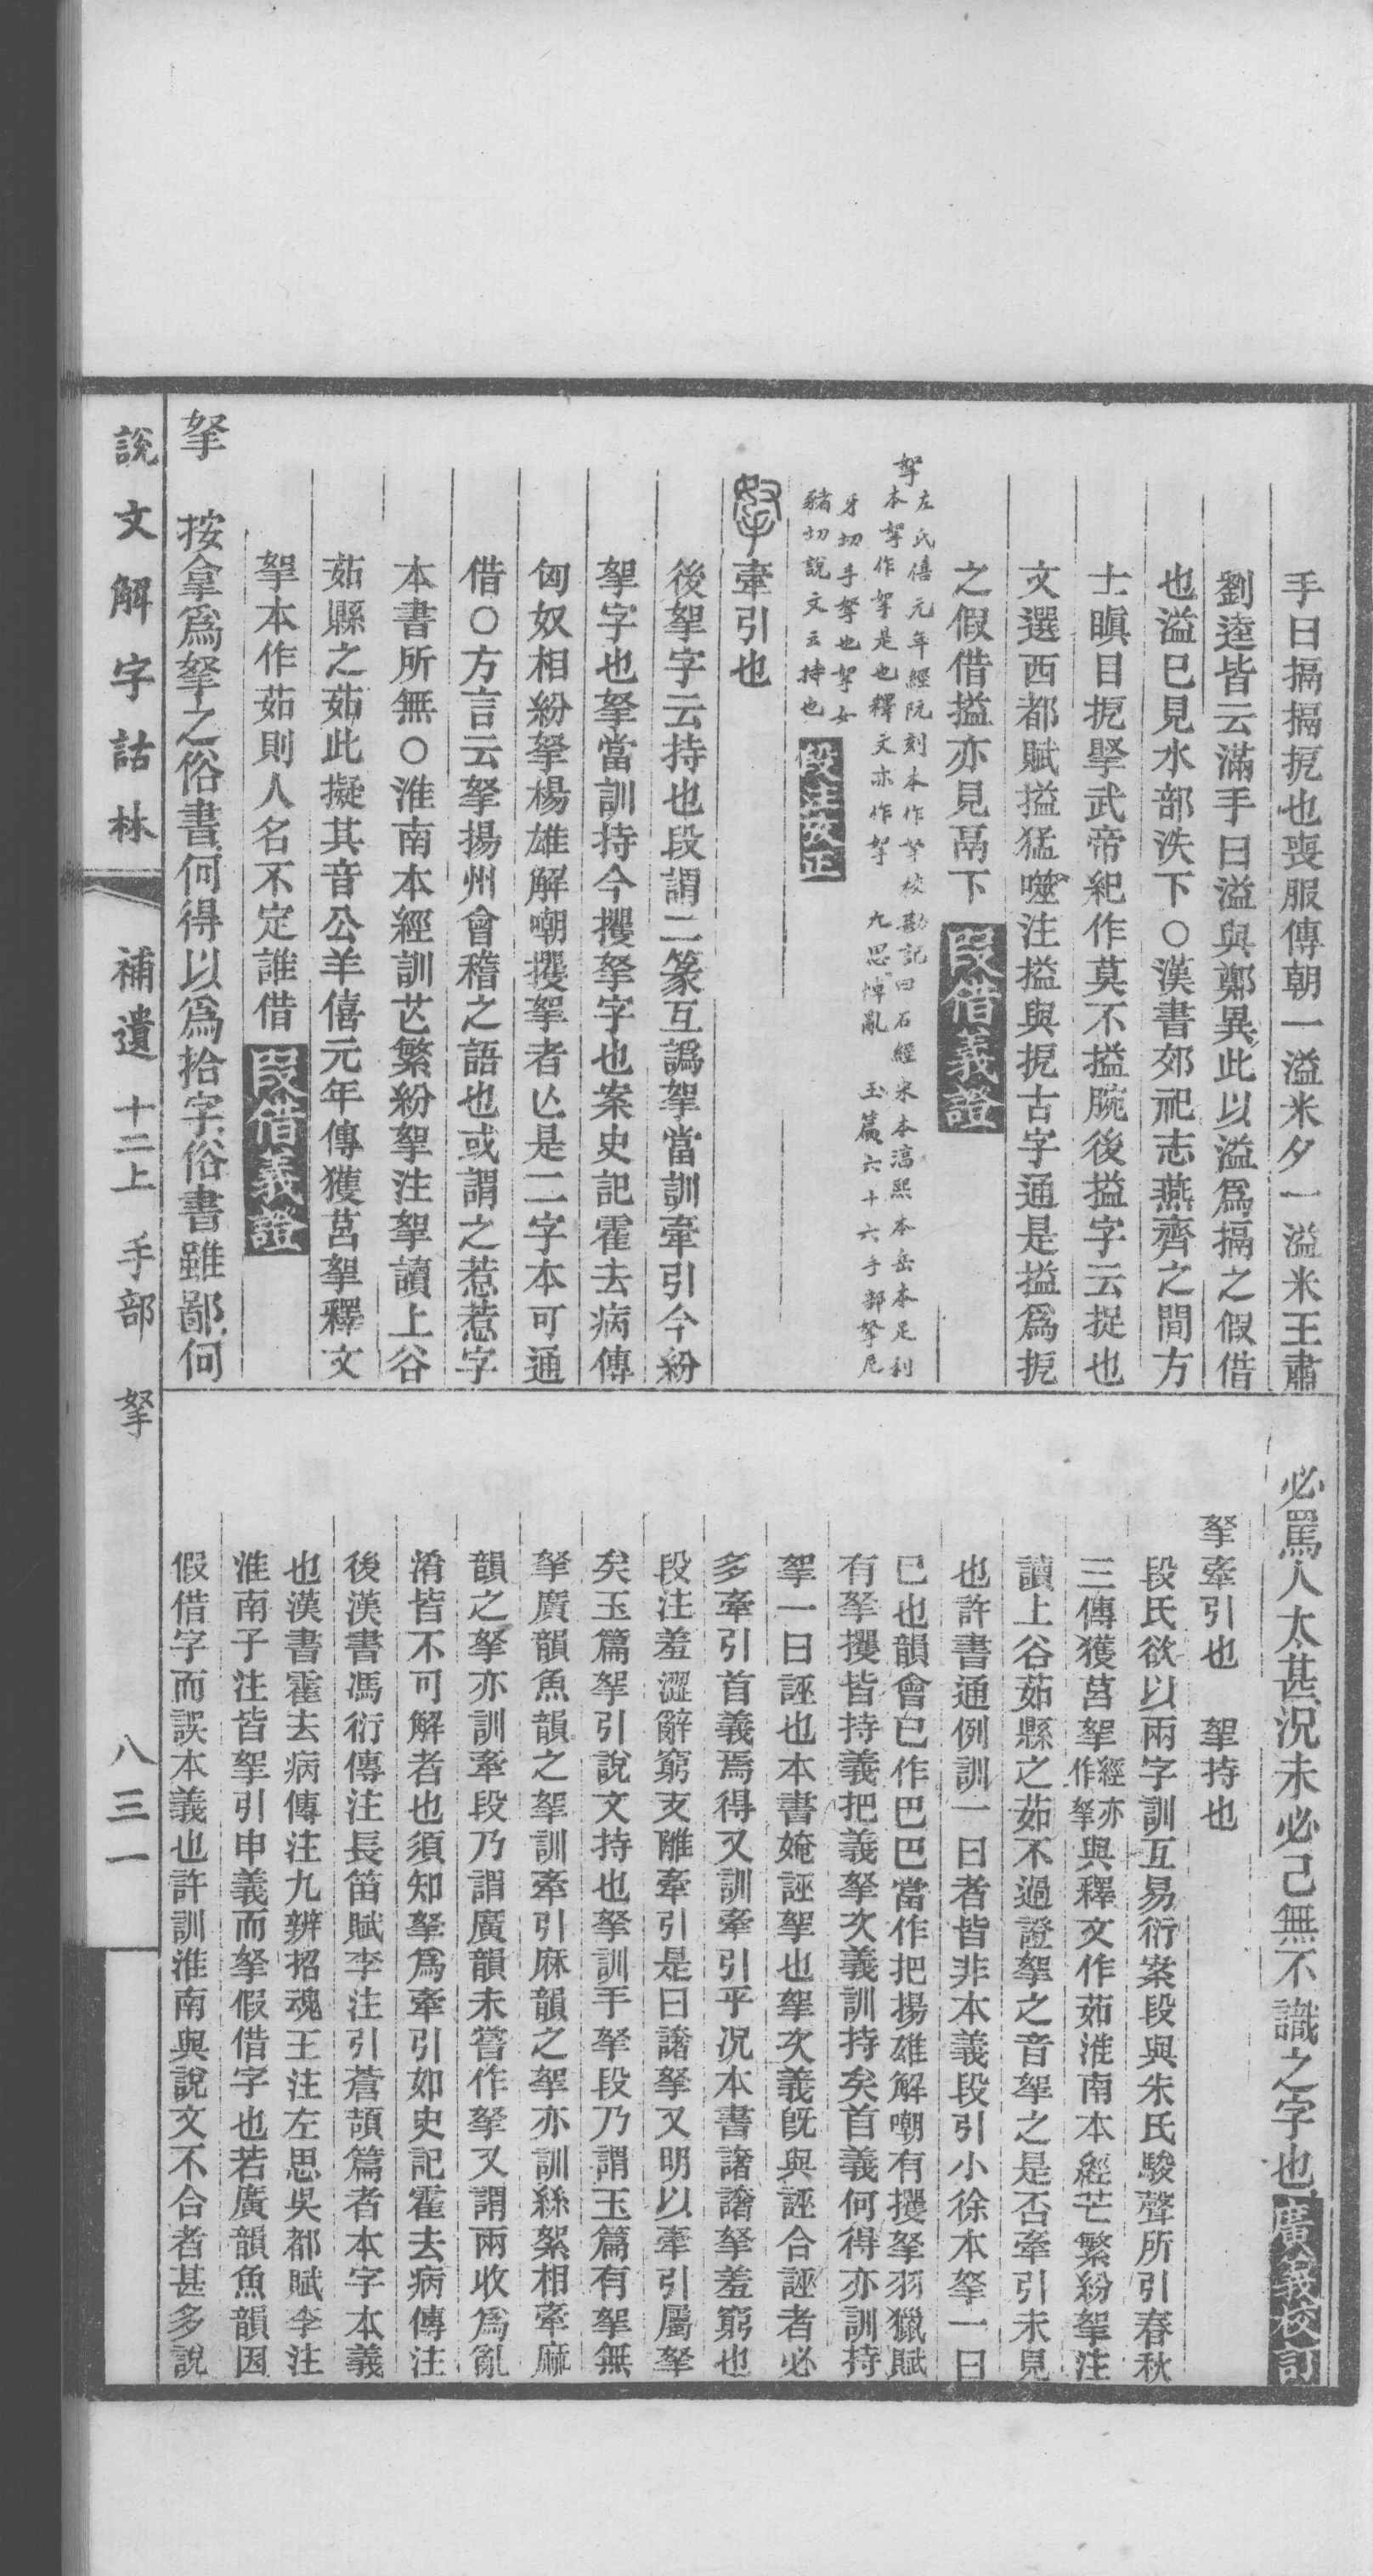 手曰搹搹扼也喪服傳朝一溢米夕一溢米王肅
劉逵皆云滿手曰溢與鄭異此以溢爲搹之假借
也溢已見水部泆下○漢書郊祀志燕齊之間方
士瞋目扼掔武帝紀作莫不搤腕後搤字云捉也
文選西都賦搤猛噬注搤與扼古字通是搤爲扼
之假借搤亦見鬲下 段借義證
挐左氏僖元年經阮刻本作拏校勘記曰石經宋本淳熙本岳本足利
本挐作挐是也釋文亦作挐 九思悼亂 玉篇六十六手部拏尼
牙切手拏也挐女
豬切說文云持也 段注攷正
拏牽引也
後挐字云持也段謂二篆互譌挐當訓牽引今紛
挐字也拏當訓持今攫拏字也案史記霍去病傳
匈奴相紛拏楊雄解嘲攫挐者亾是二字本可通
借○方言云拏揚州會稽之語也或謂之惹惹字
本書所無○淮南本經訓芒繁紛挐注挐讀上谷
茹縣之茹此擬其音公羊僖元年傳獲莒挐釋文
挐本作茹則人名不定誰借 段借義證
拏 按拿爲拏之俗書何得以爲拾字俗書雖鄙何
必罵人太甚況未必己無不識之字也 廣義校訂
拏牽引也 挐持也
段氏欲以兩字訓互易衍案段與朱氏駿聲所引春秋
三傳獲莒挐經亦作拏與釋文作茹淮南本經芒繁紛挐注
讀上谷茹縣之茹不過證挐之音挐之是否牽引未見
也許書通例訓一曰者皆非本義段引小徐本拏一曰
已也韻會已作巴巴當作把揚雄解嘲有攫拏羽獵賦
有拏攫皆持義把義拏次義訓持矣首義何得亦訓持
挐一曰誣也本書𡟰誣挐也挐次義旣與誣合誣者必
多牽引首義焉得又訓牽引乎況本書譇譇拏羞窮也
段注羞澀辭窮支離牽引是曰譇拏又明以牽引屬拏
矣玉篇挐引說文持也拏訓手拏段乃謂玉篇有挐無
拏廣韻魚韻之挐訓牽引麻韻之挐亦訓絲絮相牽麻
韻之拏亦訓牽段乃謂廣韻未嘗作拏又謂兩收爲亂
淆皆不可解者也須知拏爲牽引如史記霍去病傳注
後漢書馮衍傳注長笛賦李注引蒼頡篇者本字本義
也漢書霍去病傳注九辨招魂王注左思吳都賦李注
淮南子注皆挐引申義而拏假借字也若廣韻魚韻因
假借字而誤本義也許訓淮南與說文不合者甚多說
說文解字詁林 補遺 十二上 手部 拏 八三一